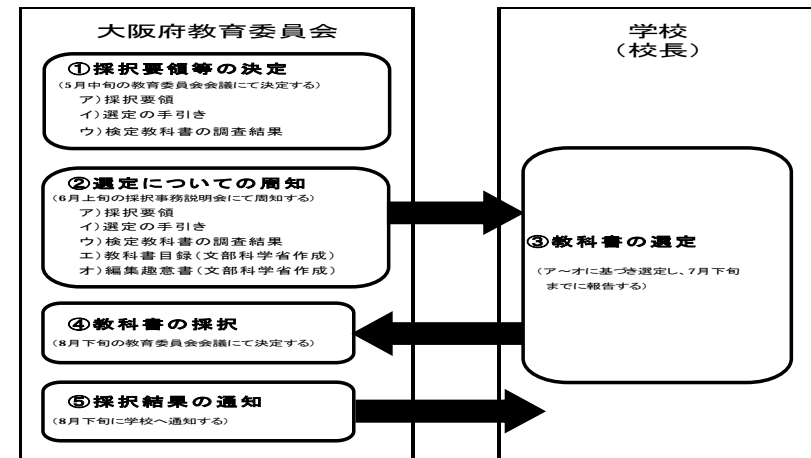 大阪府教育委員会
①採択要領等の決定
(5月中旬の教育委員会会議にて決定する)
ア)採択要領
イ)選定の手引き
ウ)検定教科書の調査結果
②選定についての周知
(6月上旬の採択事務説明会にて周知する)
ア)採択要領
イ)選定の手引き
ウ)検定教科書の調査結果
エ)教科書目録(文部科学省作成)
オ)編集趣意書(文部科学省作成)
④教科書の採択
(8月下旬の教育委員会会議にて決定する)
⑤採択結果の通知
(8月下旬に学校へ通知する)
学校
(校長)
③教科書の選定
(ア～オに基づき選定し、7月下旬
までに報告する)